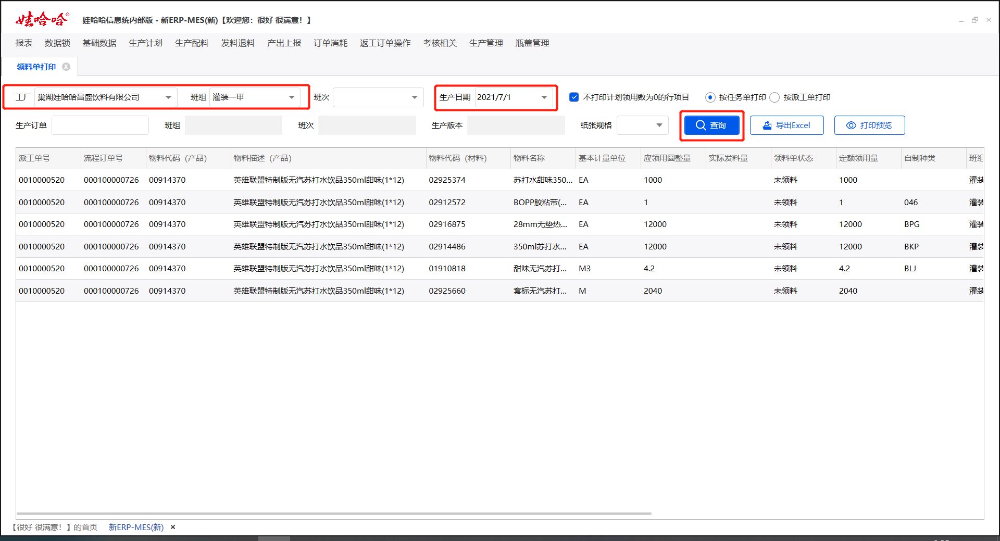 娃哈哈®
娃哈哈信息统内部版 - 新ERP-MES(新)【欢迎您：很好 很满意！】
报表 数据锁 基础数据 生产计划 生产配料 发料退料 产出上报 订单消耗 返工订单操作 考核相关 生产管理 瓶盖管理
领料单打印
工厂 巢湖娃哈哈昌盛饮料有限公司 班组 灌装一甲 班次 生产日期 2021/7/1 不打印计划领用数为0的行项目 按任务单打印 按派工单打印
生产订单 班组 班次 生产版本 纸张规格 查询 导出Excel 打印预览
派工单号 流程订单号 物料代码（产品） 物料描述（产品） 物料代码（材料） 物料名称 基本计量单位 应领用圆整量 实际发料量 领料单状态 定额领用量 自制种类 班组
0010000520 000100000726 00914370 英雄联盟特制版无汽苏打水饮品350ml甜味(1*12) 02925374 苏打水甜味350... EA 1000 未领料 1000 灌装
0010000520 000100000726 00914370 英雄联盟特制版无汽苏打水饮品350ml甜味(1*12) 02912572 BOPP胶粘带(... EA 1 未领料 1 046 灌装
0010000520 000100000726 00914370 英雄联盟特制版无汽苏打水饮品350ml甜味(1*12) 02916875 28mm无垫热... EA 12000 未领料 12000 BPG 灌装
0010000520 000100000726 00914370 英雄联盟特制版无汽苏打水饮品350ml甜味(1*12) 02914486 350ml苏打水... EA 12000 未领料 12000 BKP 灌装
0010000520 000100000726 00914370 英雄联盟特制版无汽苏打水饮品350ml甜味(1*12) 01910818 甜味无汽苏打... M3 4.2 未领料 4.2 BLJ 灌装
0010000520 000100000726 00914370 英雄联盟特制版无汽苏打水饮品350ml甜味(1*12) 02925660 套标无汽苏打... M 2040 未领料 2040 灌装
【很好 很满意！】的首页 新ERP-MES(新)